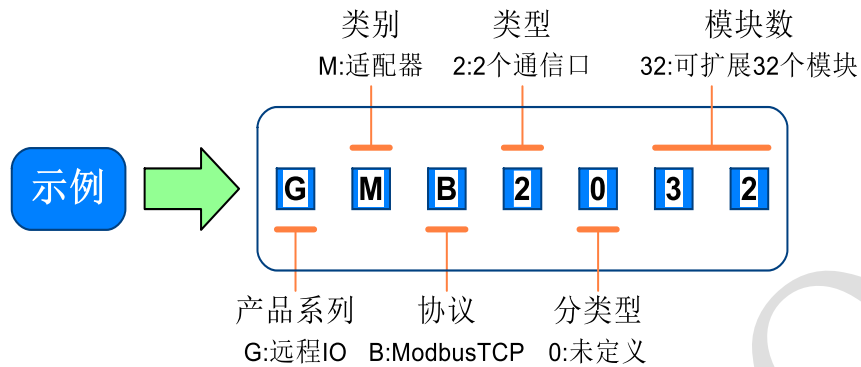 类别 类型 模块数
M:适配器 2:2个通信口 32:可扩展32个模块
示例 G M B 2 0 3 2
产品系列 协议 分类型
G:远程IO B:ModbusTCP 0:未定义